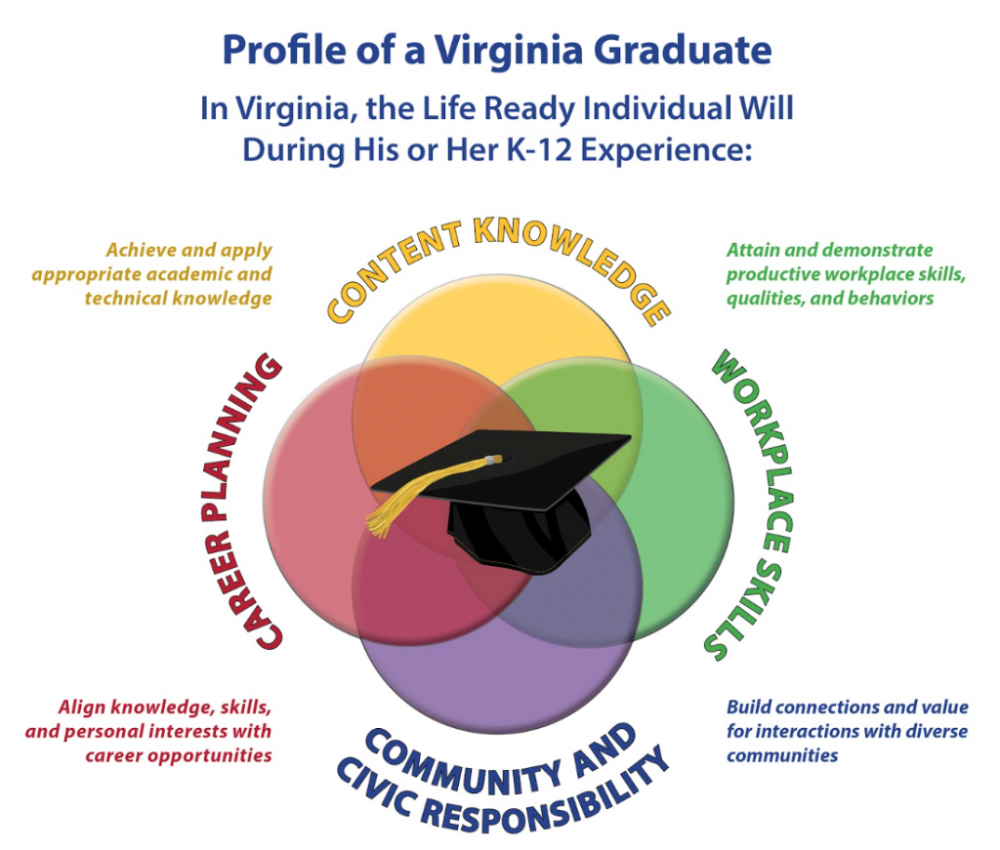 Profile of a Virginia Graduate
In Virginia, the Life Ready Individual Will
During His or Her K-12 Experience:
Achieve and apply
appropriate academic and
technical knowledge
CONTENT KNOWLEDGE
Attain and demonstrate
productive workplace skills,
qualities, and behaviors
CAREER PLANNING
WORKPLACE SKILLS
Align knowledge, skills,
and personal interests with
career opportunities
COMMUNITY AND
CIVIC RESPONSIBILITY
Build connections and value
for interactions with diverse
communities